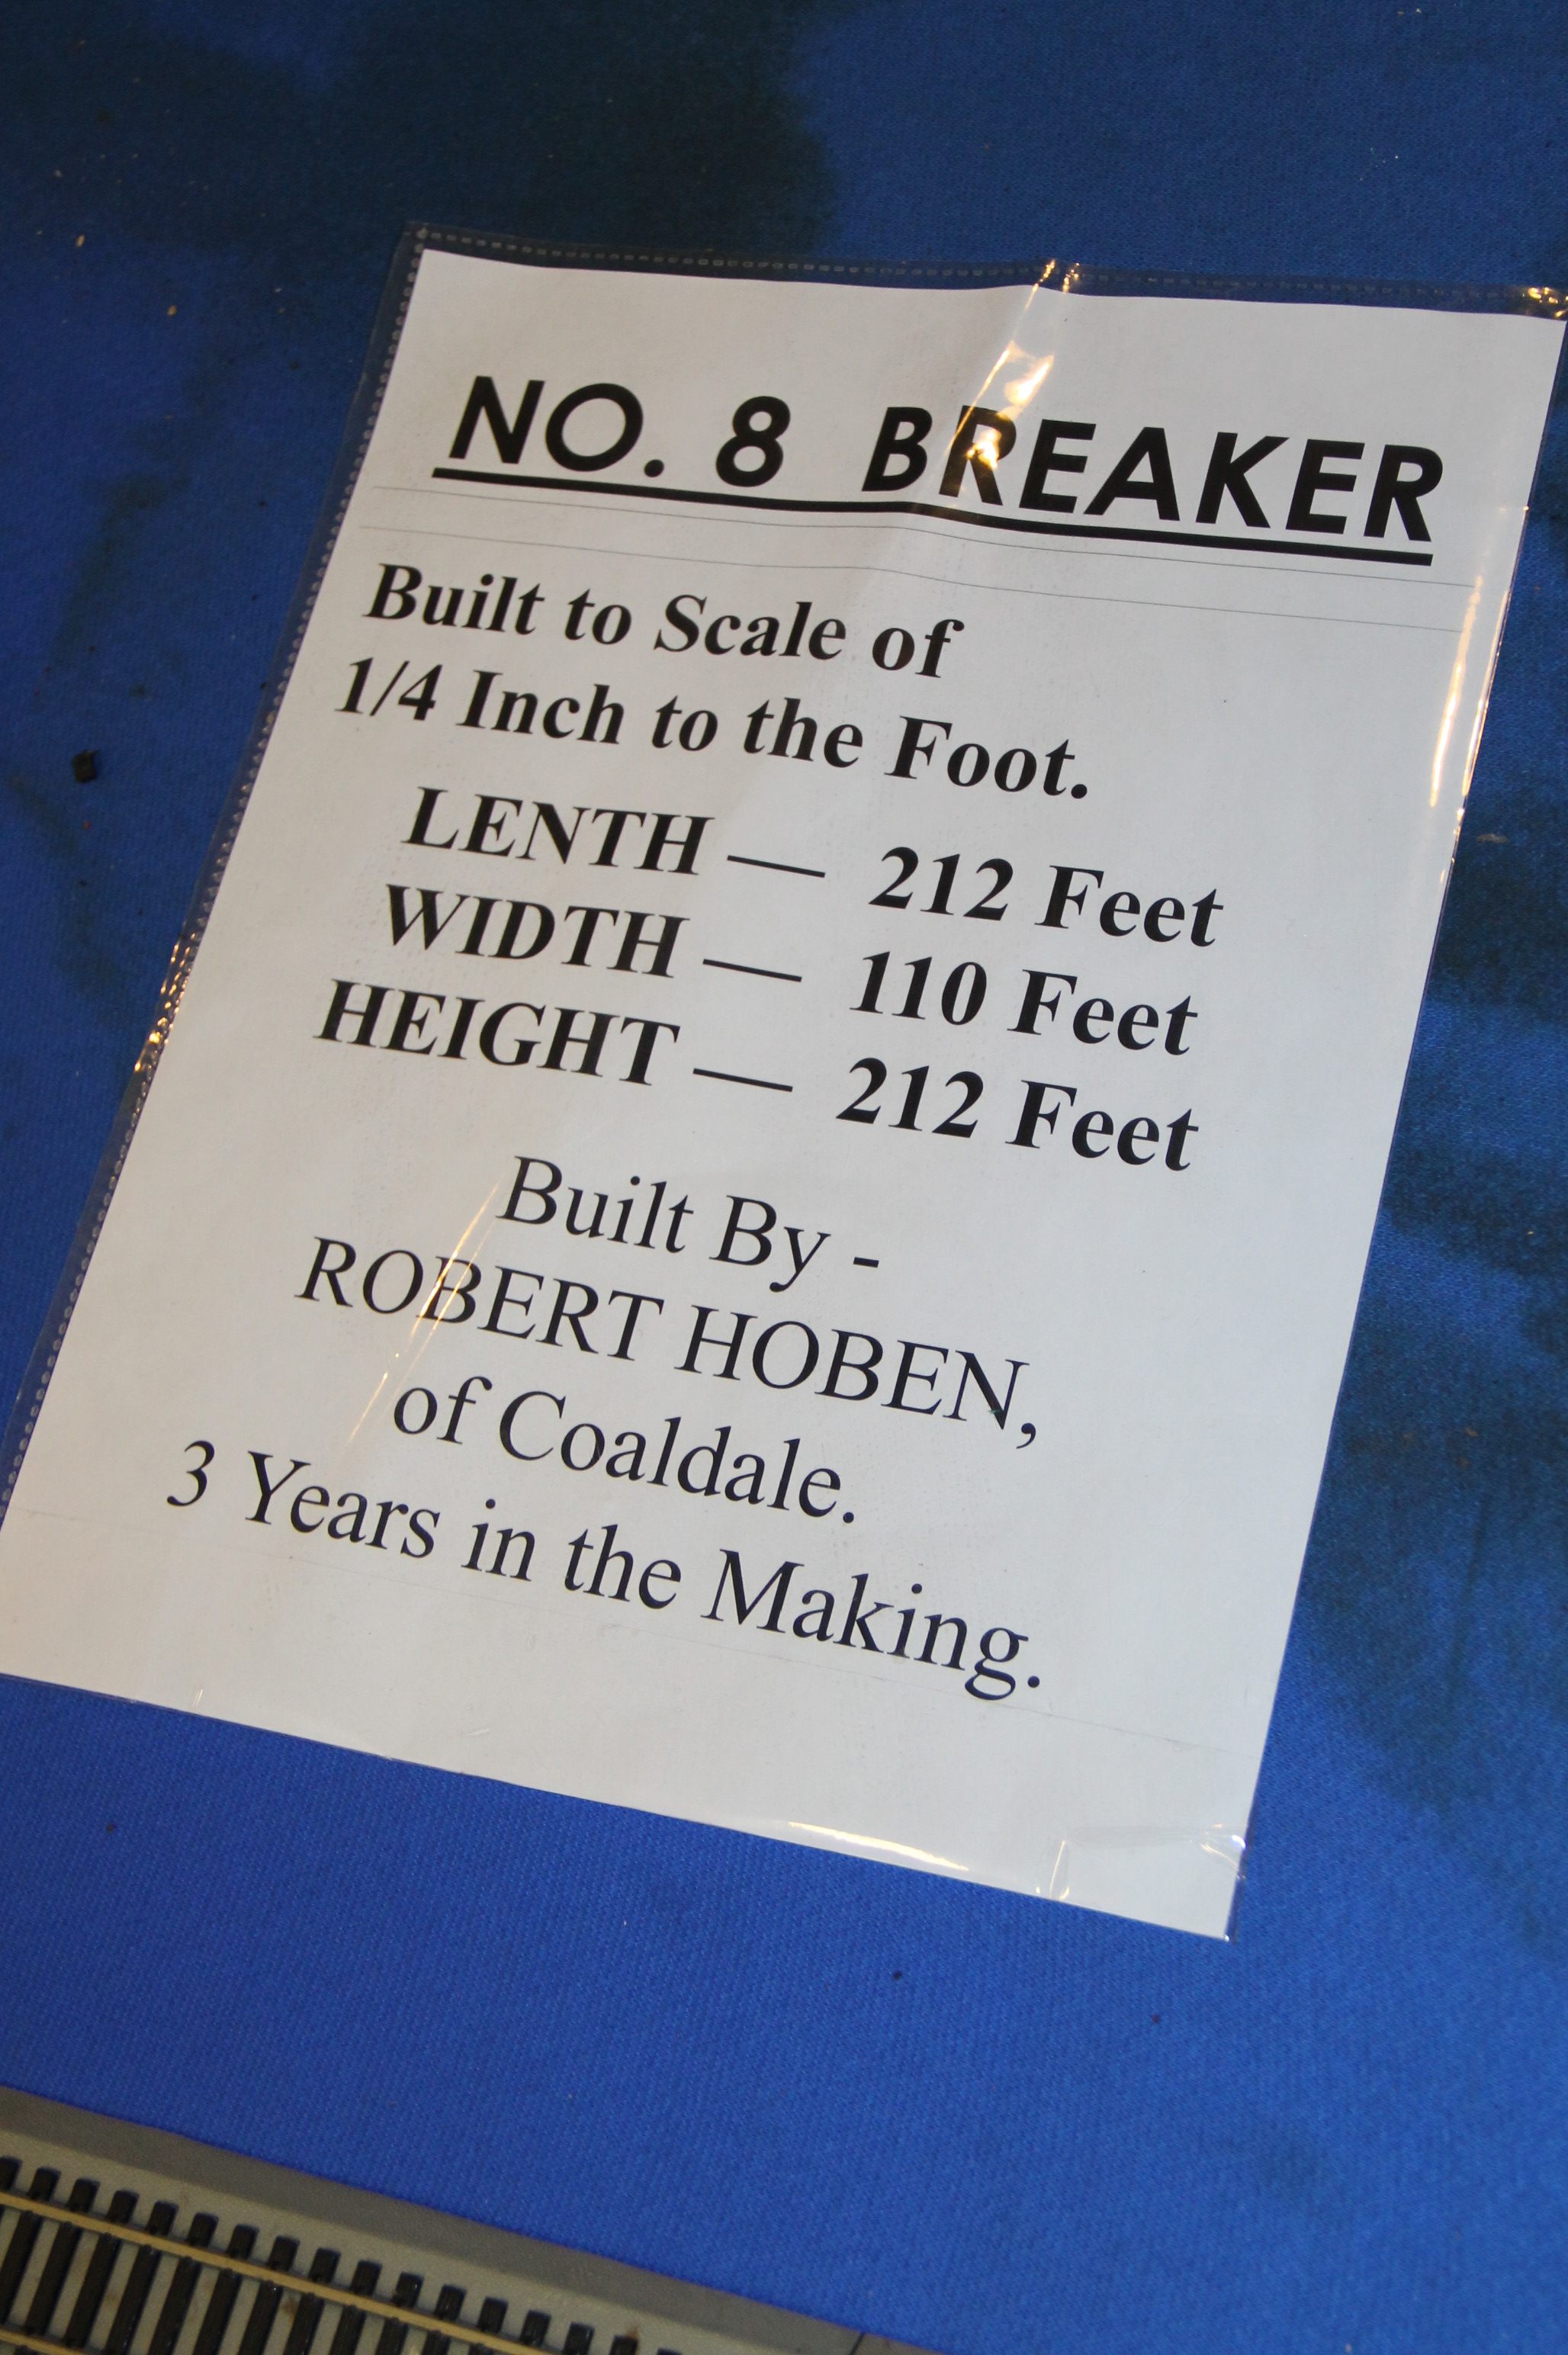 NO. 8 BREAKER
Built to Scale of
1/4 Inch to the Foot.
LENTH — 212 Feet
WIDTH — 110 Feet
HEIGHT — 212 Feet
Built By -
ROBERT HOBEN,
of Coaldale.
3 Years in the Making.